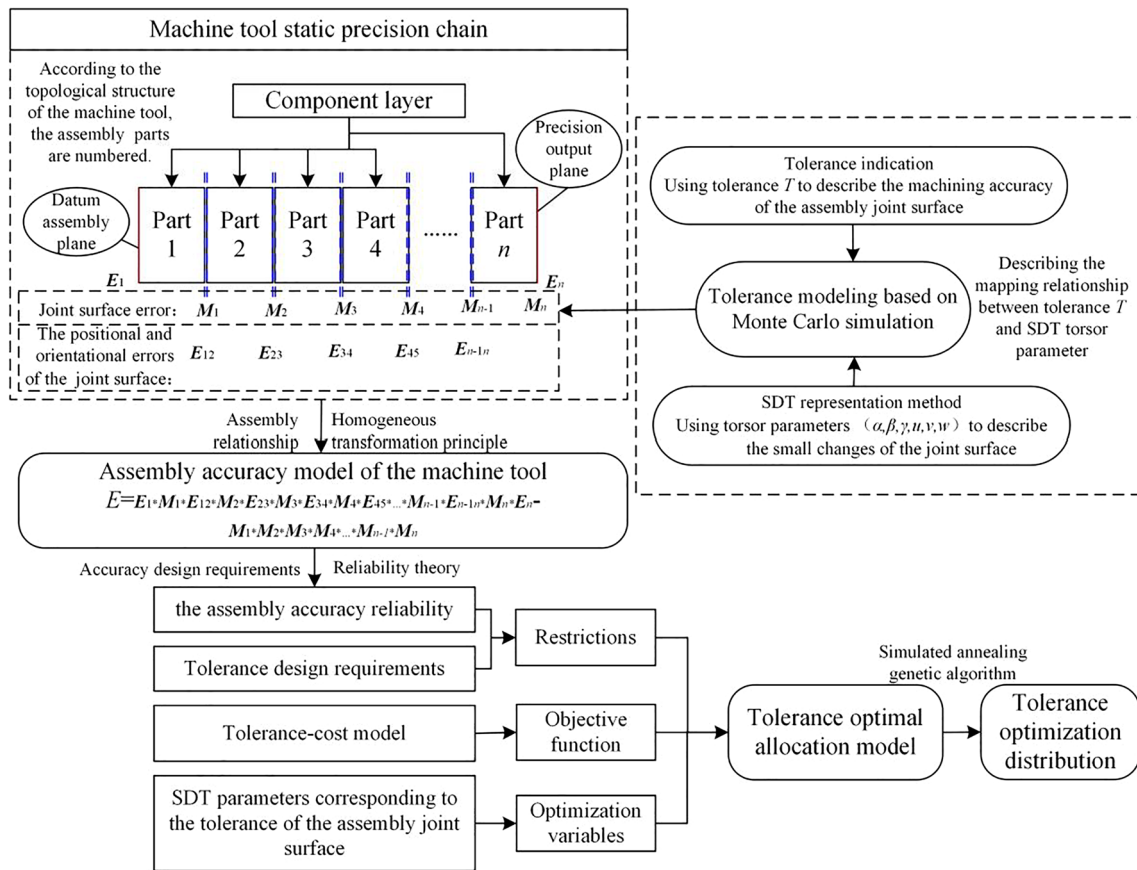 Machine tool static precision chain
According to the
topological structure
of the machine tool,
the assembly parts
are numbered.
Component layer
Precision
output
plane
Datum
assembly
plane
Part
1
Part
2
Part
3
Part
4
......
Part
n
E1
En
Joint surface error:
M1
M2
M3
M4
Mn-1
Mn
The positional and
orientational errors
of the joint surface:
E12
E23
E34
E45
En-1n
Tolerance indication
Using tolerance T to describe the machining accuracy
of the assembly joint surface
Tolerance modeling based on
Monte Carlo simulation
Describing the
mapping relationship
between tolerance T
and SDT torsor
parameter
SDT representation method
Using torsor parameters （α,β,γ,u,v,w）to describe
the small changes of the joint surface
Assembly
relationship
Homogeneous
transformation principle
Assembly accuracy model of the machine tool
E=E1*M1*E12*M2*E23*M3*E34*M4*E45*...*Mn-1*En-1n*Mn*En-
M1*M2*M3*M4*...*Mn-1*Mn
Accuracy design requirements
Reliability theory
the assembly accuracy reliability
Tolerance design requirements
Restrictions
Tolerance-cost model
Objective
function
SDT parameters corresponding to
the tolerance of the assembly joint
surface
Optimization
variables
Tolerance optimal
allocation model
Simulated annealing
genetic algorithm
Tolerance
optimization
distribution